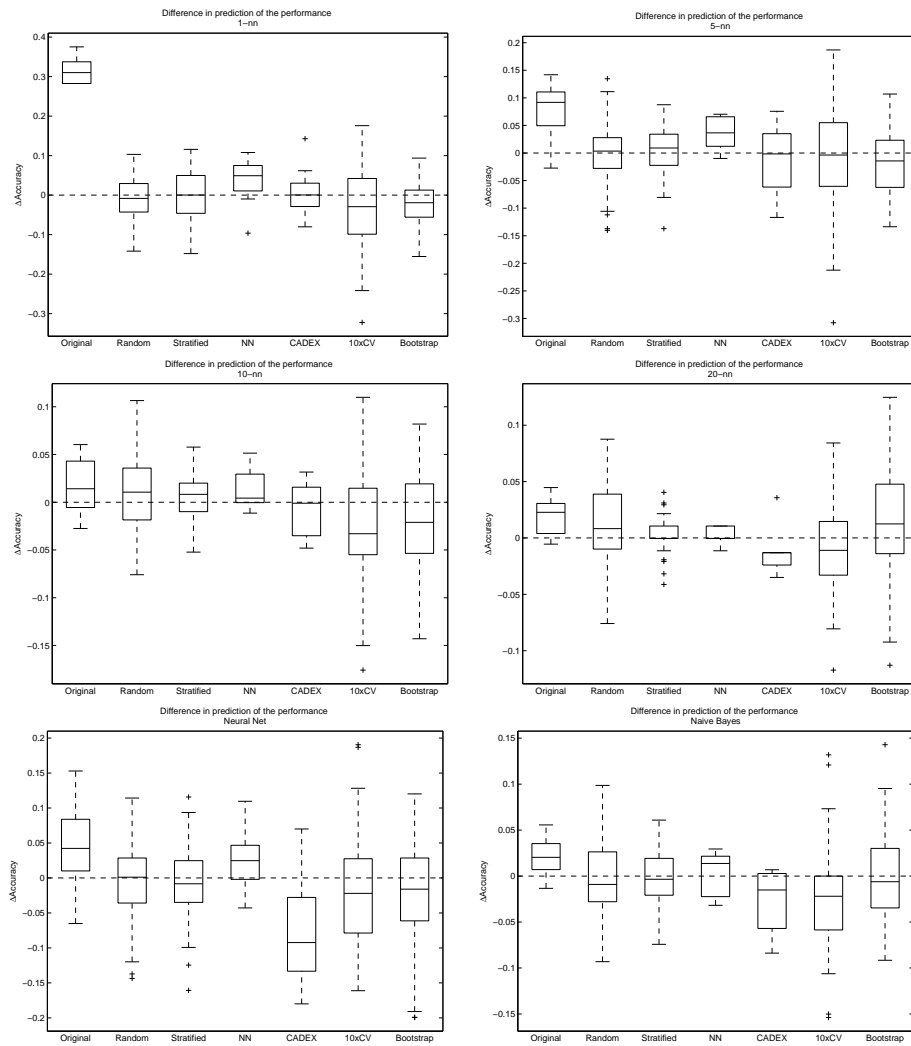 Difference in prediction of the performance
1−nn
0.4
0.3
0.2
0.1
0
−0.1
−0.2
−0.3
ΔAccuracy
Original Random Stratified NN CADEX 10xCV Bootstrap
Difference in prediction of the performance
5−nn
0.2
0.15
0.1
0.05
0
−0.05
−0.1
−0.15
−0.2
−0.25
−0.3
ΔAccuracy
Original Random Stratified NN CADEX 10xCV Bootstrap
Difference in prediction of the performance
10−nn
0.1
0.05
0
−0.05
−0.1
−0.15
ΔAccuracy
Original Random Stratified NN CADEX 10xCV Bootstrap
Difference in prediction of the performance
20−nn
0.1
0.05
0
−0.05
−0.1
ΔAccuracy
Original Random Stratified NN CADEX 10xCV Bootstrap
Difference in prediction of the performance
Neural Net
0.2
0.15
0.1
0.05
0
−0.05
−0.1
−0.15
−0.2
ΔAccuracy
Original Random Stratified NN CADEX 10xCV Bootstrap
Difference in prediction of the performance
Naive Bayes
0.15
0.1
0.05
0
−0.05
−0.1
−0.15
ΔAccuracy
Original Random Stratified NN CADEX 10xCV Bootstrap